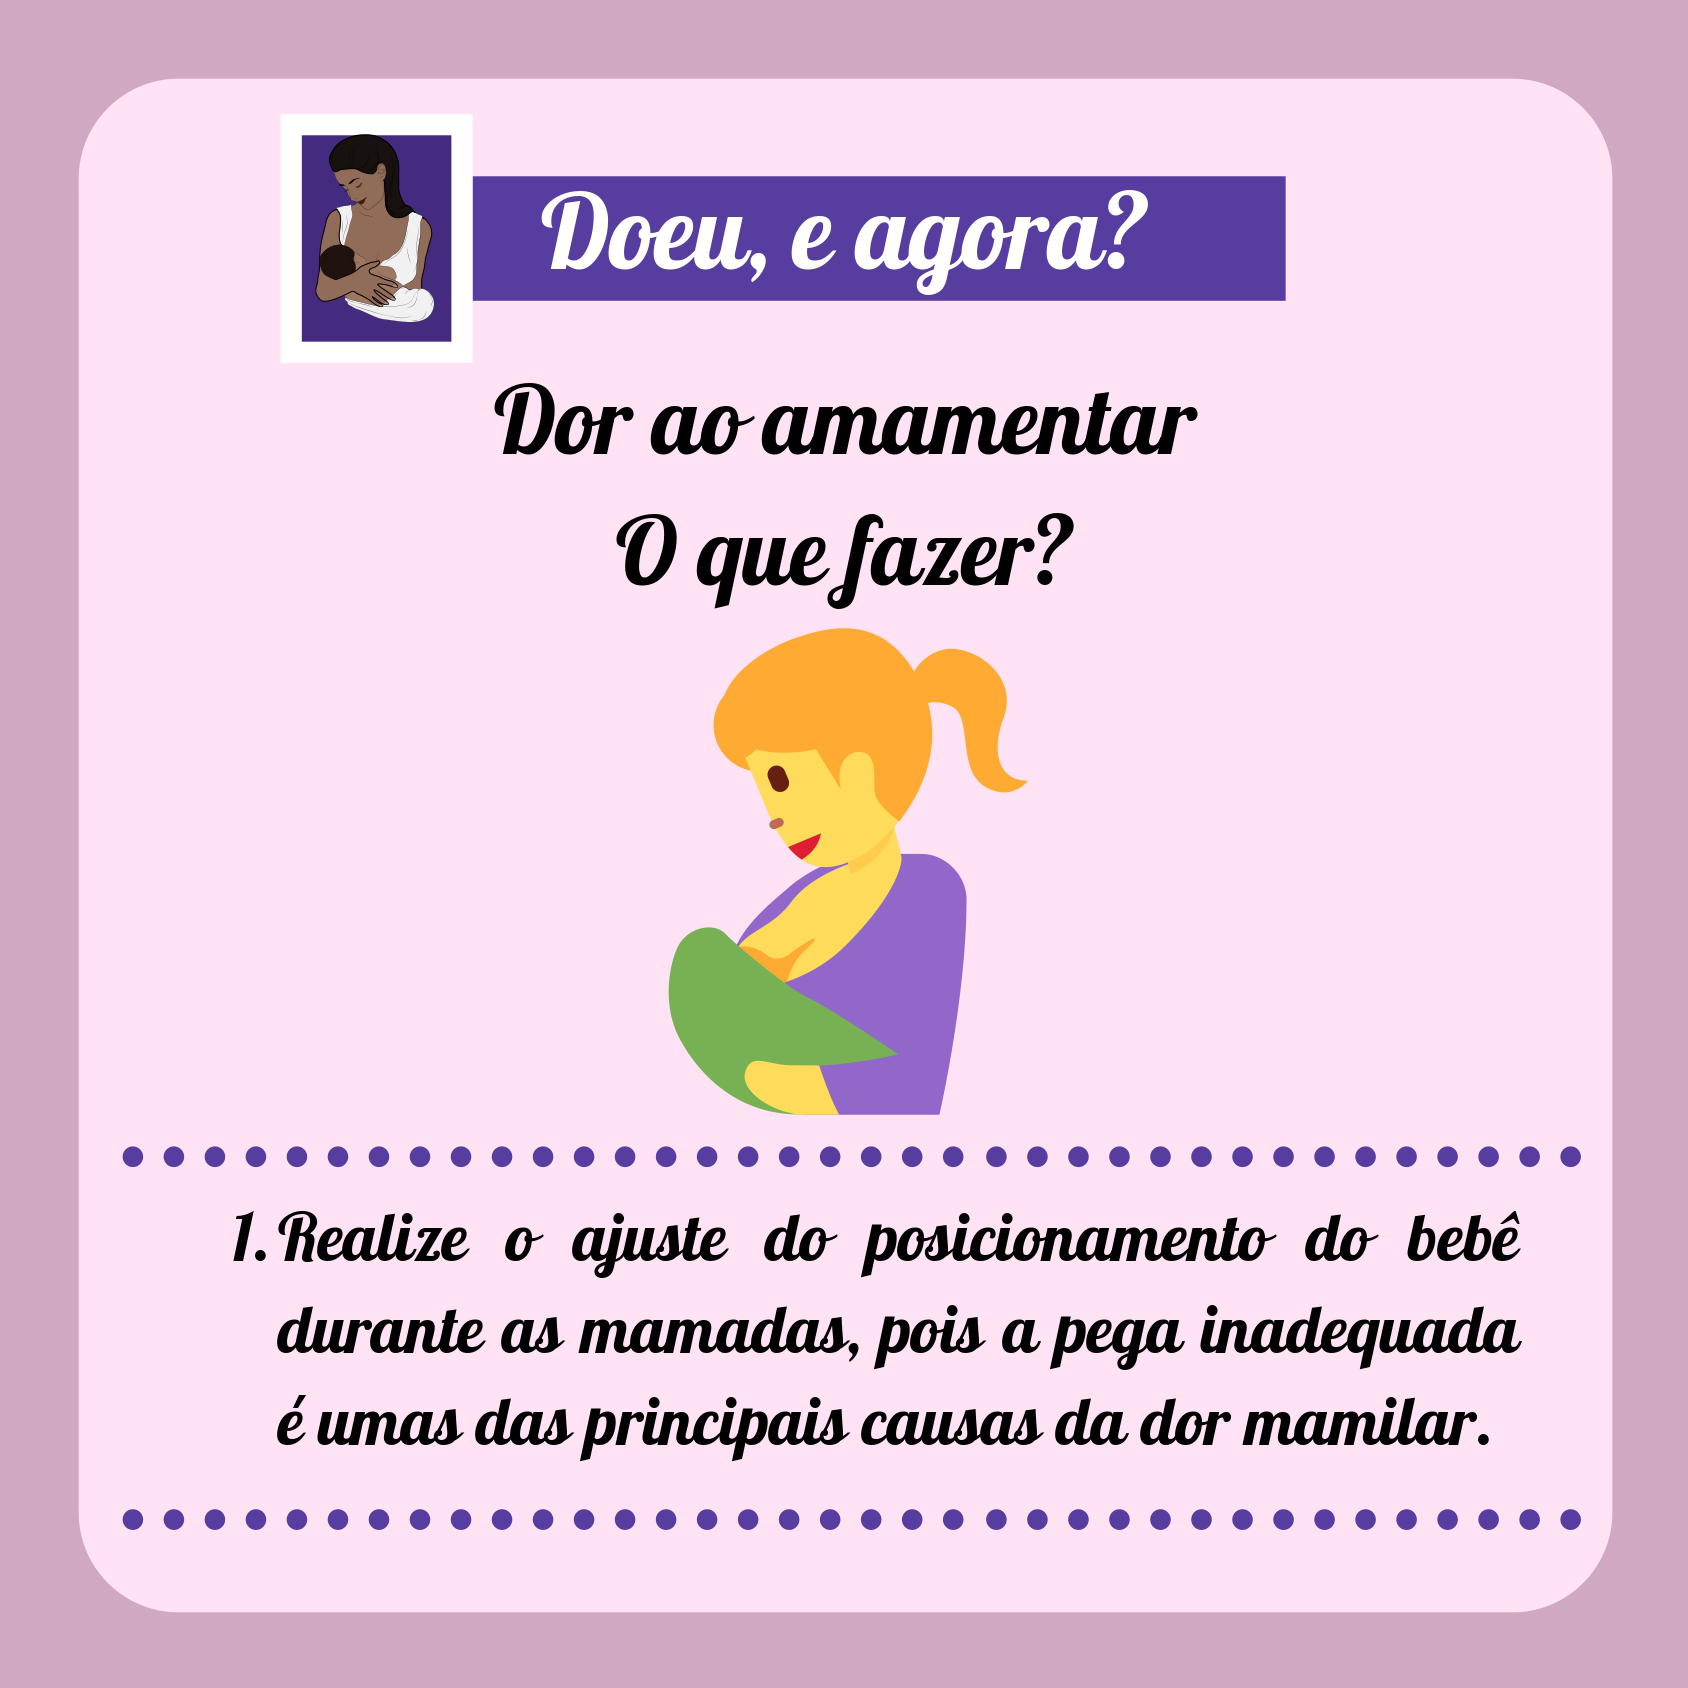 Doeu, e agora?
Dor ao amamentar
O que fazer?
1. Realize o ajuste do posicionamento do bebê
durante as mamadas, pois a pega inadequada
é umas das principais causas da dor mamilar.